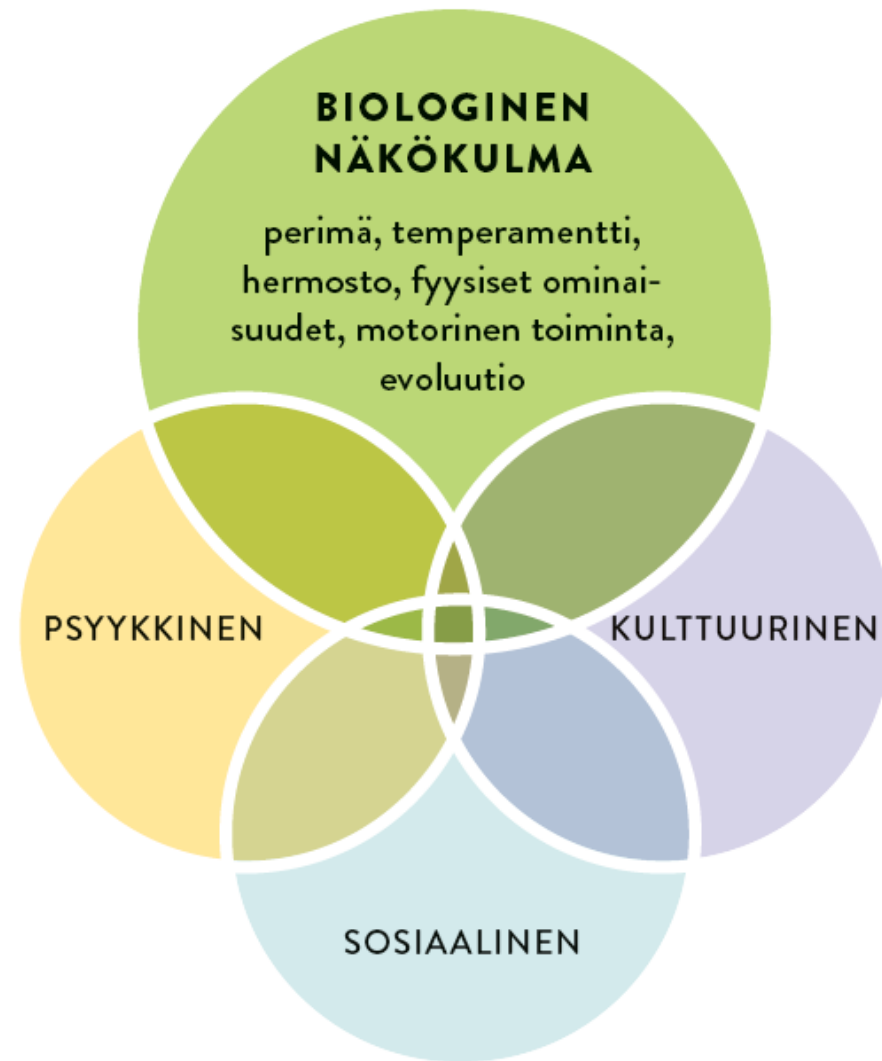 BIOLOGINEN
NÄKÖKULMA
perimä, temperamentti,
hermosto, fyysiset ominai-
suudet, motorinen toiminta,
evoluutio
PSYYKKINEN
KULTTUURINEN
SOSIAALINEN